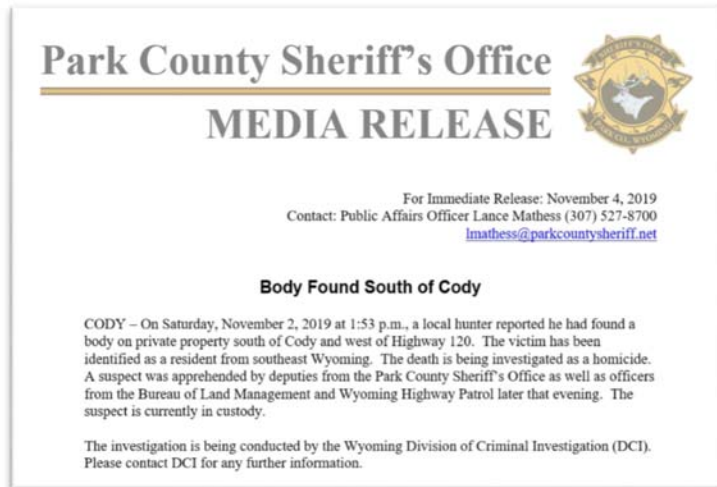 Park County Sheriff's Office
MEDIA RELEASE
SHERIFF'S DEPT.
PARK CO. WYOMING
For Immediate Release: November 4, 2019
Contact: Public Affairs Officer Lance Mathess (307) 527-8700
lmathess@parkcountysheriff.net
Body Found South of Cody
CODY – On Saturday, November 2, 2019 at 1:53 p.m., a local hunter reported he had found a
body on private property south of Cody and west of Highway 120. The victim has been
identified as a resident from southeast Wyoming. The death is being investigated as a homicide.
A suspect was apprehended by deputies from the Park County Sheriff's Office as well as officers
from the Bureau of Land Management and Wyoming Highway Patrol later that evening. The
suspect is currently in custody.
The investigation is being conducted by the Wyoming Division of Criminal Investigation (DCI).
Please contact DCI for any further information.